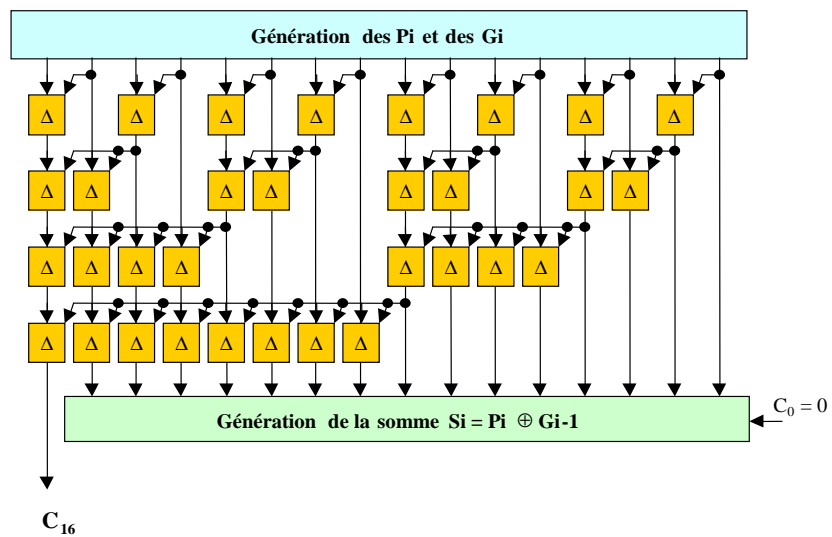 Génération des Pi et des Gi
Δ Δ Δ Δ Δ Δ Δ Δ
Δ Δ Δ Δ Δ Δ Δ Δ
Δ Δ Δ Δ Δ Δ Δ Δ
Δ Δ Δ Δ Δ Δ Δ Δ
Génération de la somme Si = Pi ⊕ Gi-1
C₀ = 0
C₁₆